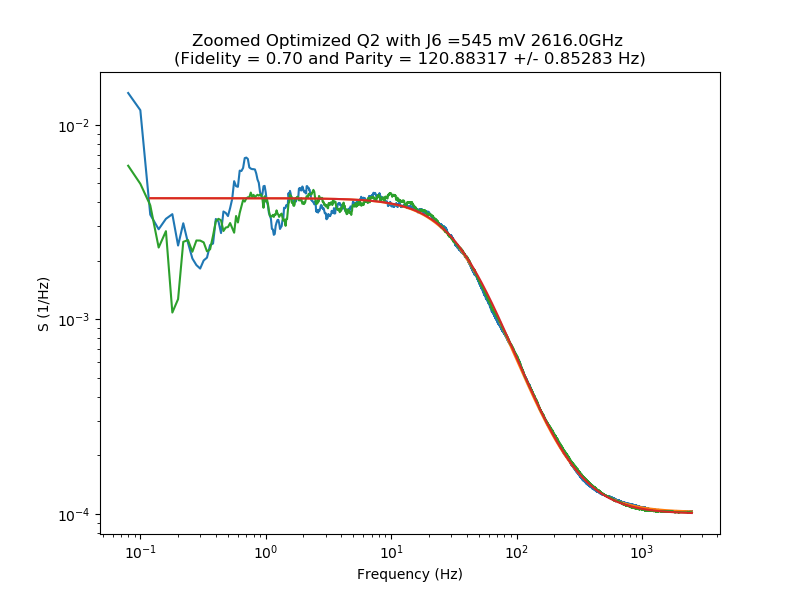 Zoomed Optimized Q2 with J6 =545 mV 2616.0GHz
(Fidelity = 0.70 and Parity = 120.88317 +/- 0.85283 Hz)
S (1/Hz)
10⁻²
10⁻³
10⁻⁴
10⁻¹ 10⁰ 10¹ 10² 10³
Frequency (Hz)